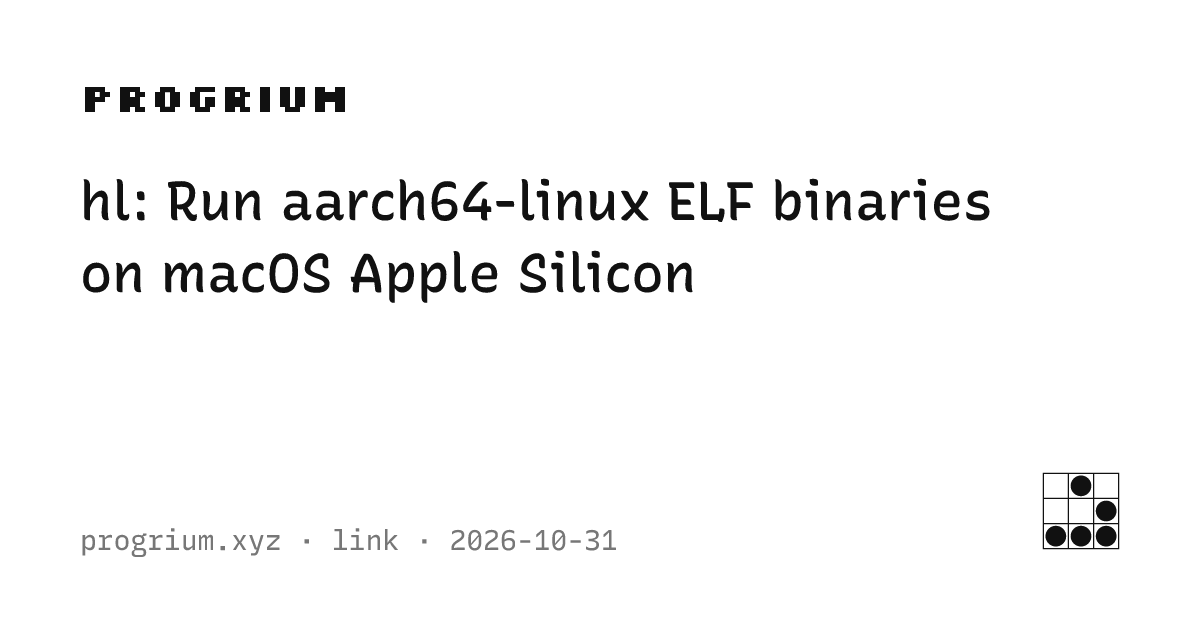 PROGRIUM
hl: Run aarch64-linux ELF binaries
on macOS Apple Silicon
progrium.xyz · link · 2026-10-31